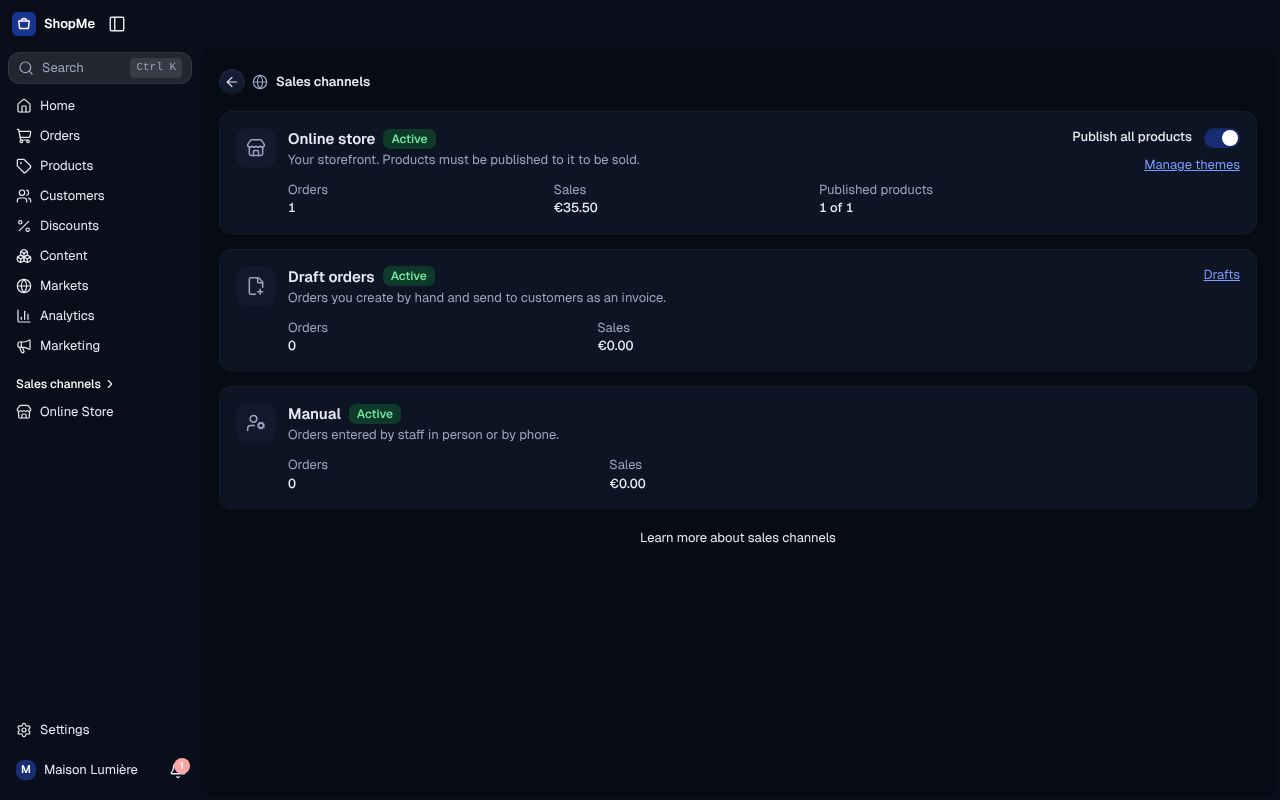 ShopMe
Search Ctrl K
Home
Orders
Products
Customers
Discounts
Content
Markets
Analytics
Marketing
Sales channels
Online Store
Settings
M Maison Lumière 1
Sales channels
Online store Active
Your storefront. Products must be published to it to be sold.
Publish all products
Manage themes
Orders Sales Published products
1 €35.50 1 of 1
Draft orders Active
Drafts
Orders you create by hand and send to customers as an invoice.
Orders Sales
0 €0.00
Manual Active
Orders entered by staff in person or by phone.
Orders Sales
0 €0.00
Learn more about sales channels